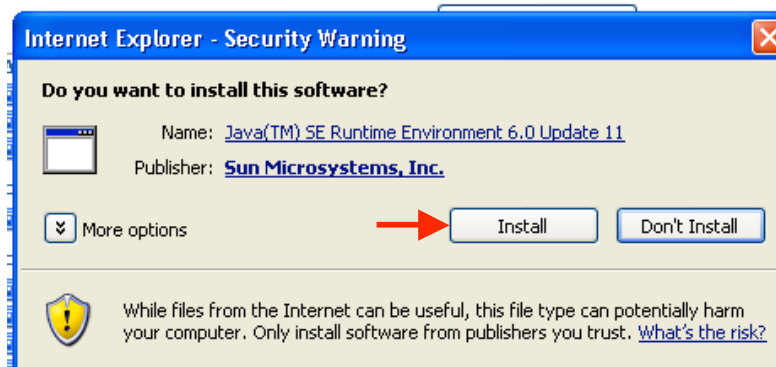 Internet Explorer - Security Warning
Do you want to install this software?
Name: Java(TM) SE Runtime Environment 6.0 Update 11
Publisher: Sun Microsystems, Inc.
More options Install Don't Install
While files from the Internet can be useful, this file type can potentially harm
your computer. Only install software from publishers you trust. What's the risk?